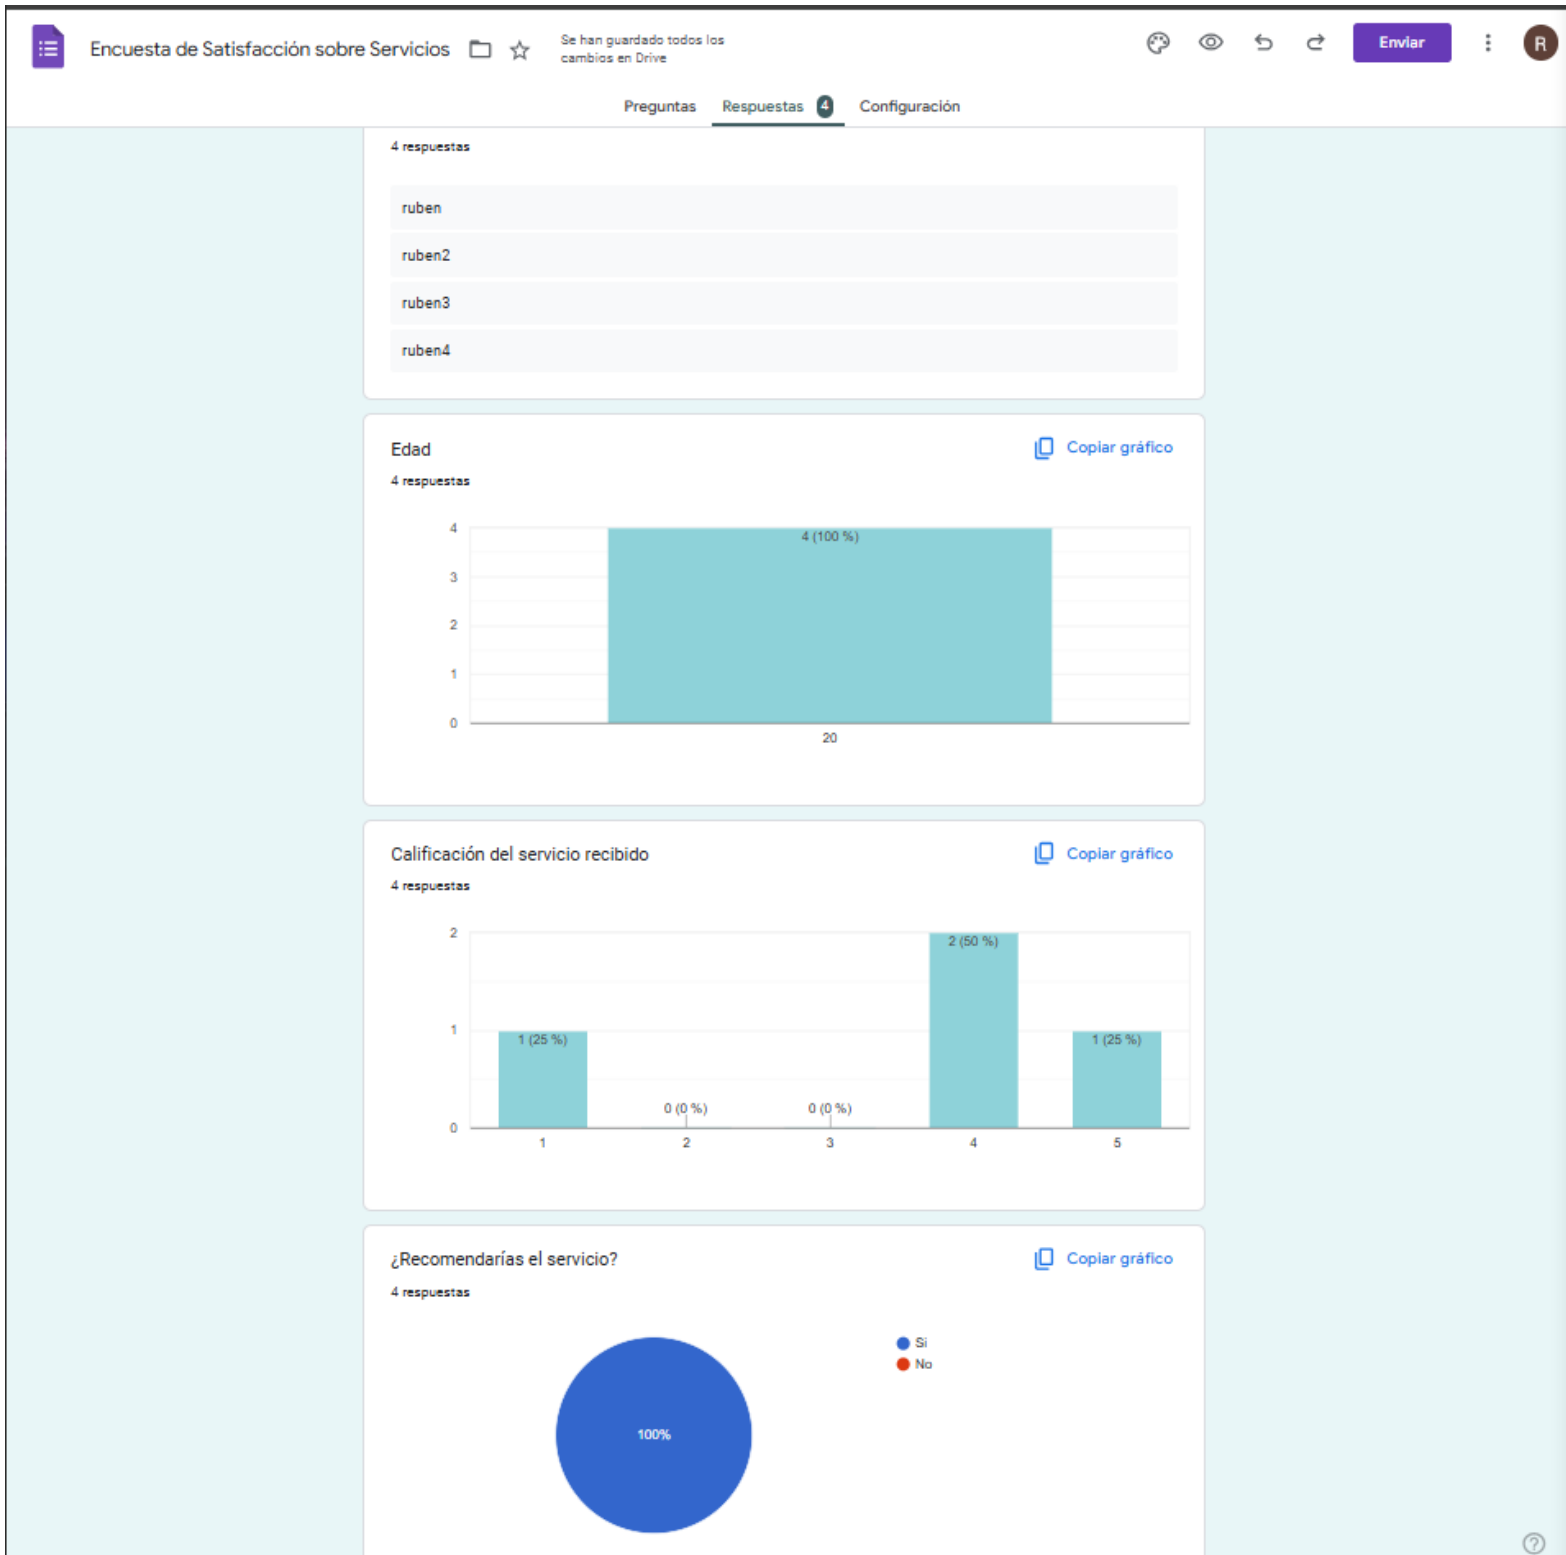 Encuesta de Satisfacción sobre Servicios
Se han guardado todos los
cambios en Drive
Enviar
R
Preguntas Respuestas 4 Configuración
4 respuestas
ruben
ruben2
ruben3
ruben4
Edad
Copiar gráfico
4 respuestas
4
4 (100 %)
3
2
1
0
20
Calificación del servicio recibido
Copiar gráfico
4 respuestas
2
2 (50 %)
1
1 (25 %)
1 (25 %)
0 (0 %)
0 (0 %)
0
1 2 3 4 5
¿Recomendarías el servicio?
Copiar gráfico
4 respuestas
Si
No
100%